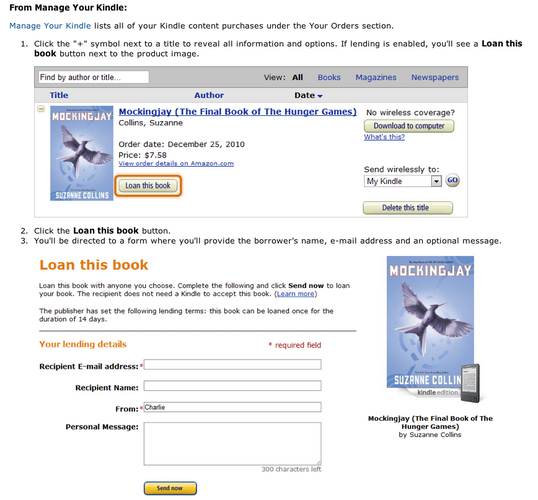 From Manage Your Kindle:
Manage Your Kindle lists all of your Kindle content purchases under the Your Orders section.
1. Click the "+" symbol next to a title to reveal all information and options. If lending is enabled, you'll see a Loan this
book button next to the product image.
Find by author or title...
View: All Books Magazines Newspapers
Title Author Date
MOCKINGJAY
SUZANNE COLLINS
Mockingjay (The Final Book of The Hunger Games)
Collins, Suzanne
Order date: December 25, 2010
Price: $7.58
View order details on Amazon.com
Loan this book
No wireless coverage?
Download to computer
What's this?
Send wirelessly to:
My Kindle GO
Delete this title
2. Click the Loan this book button.
3. You'll be directed to a form where you'll provide the borrower's name, e-mail address and an optional message.
Loan this book
Loan this book with anyone you choose. Complete the following and click Send now to loan
your book. The recipient does not need a Kindle to accept this book. (Learn more)
The publisher has set the following lending terms: this book can be loaned once for the
duration of 14 days.
Your lending details * required field
Recipient E-mail address:*
Recipient Name:
From:* Charlie
Personal Message:
300 characters left
Send now
MOCKINGJAY
SUZANNE COLLIN
kindle edition
Mockingjay (The Final Book of The
Hunger Games)
by Suzanne Collins